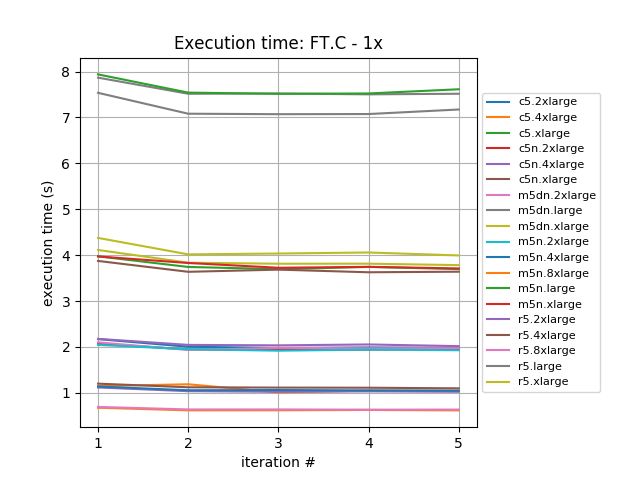 Execution time: FT.C - 1x
execution time (s)
8
7
6
5
4
3
2
1
1 2 3 4 5
iteration #
c5.2xlarge
c5.4xlarge
c5.xlarge
c5n.2xlarge
c5n.4xlarge
c5n.xlarge
m5dn.2xlarge
m5dn.large
m5dn.xlarge
m5n.2xlarge
m5n.4xlarge
m5n.8xlarge
m5n.large
m5n.xlarge
r5.2xlarge
r5.4xlarge
r5.8xlarge
r5.large
r5.xlarge